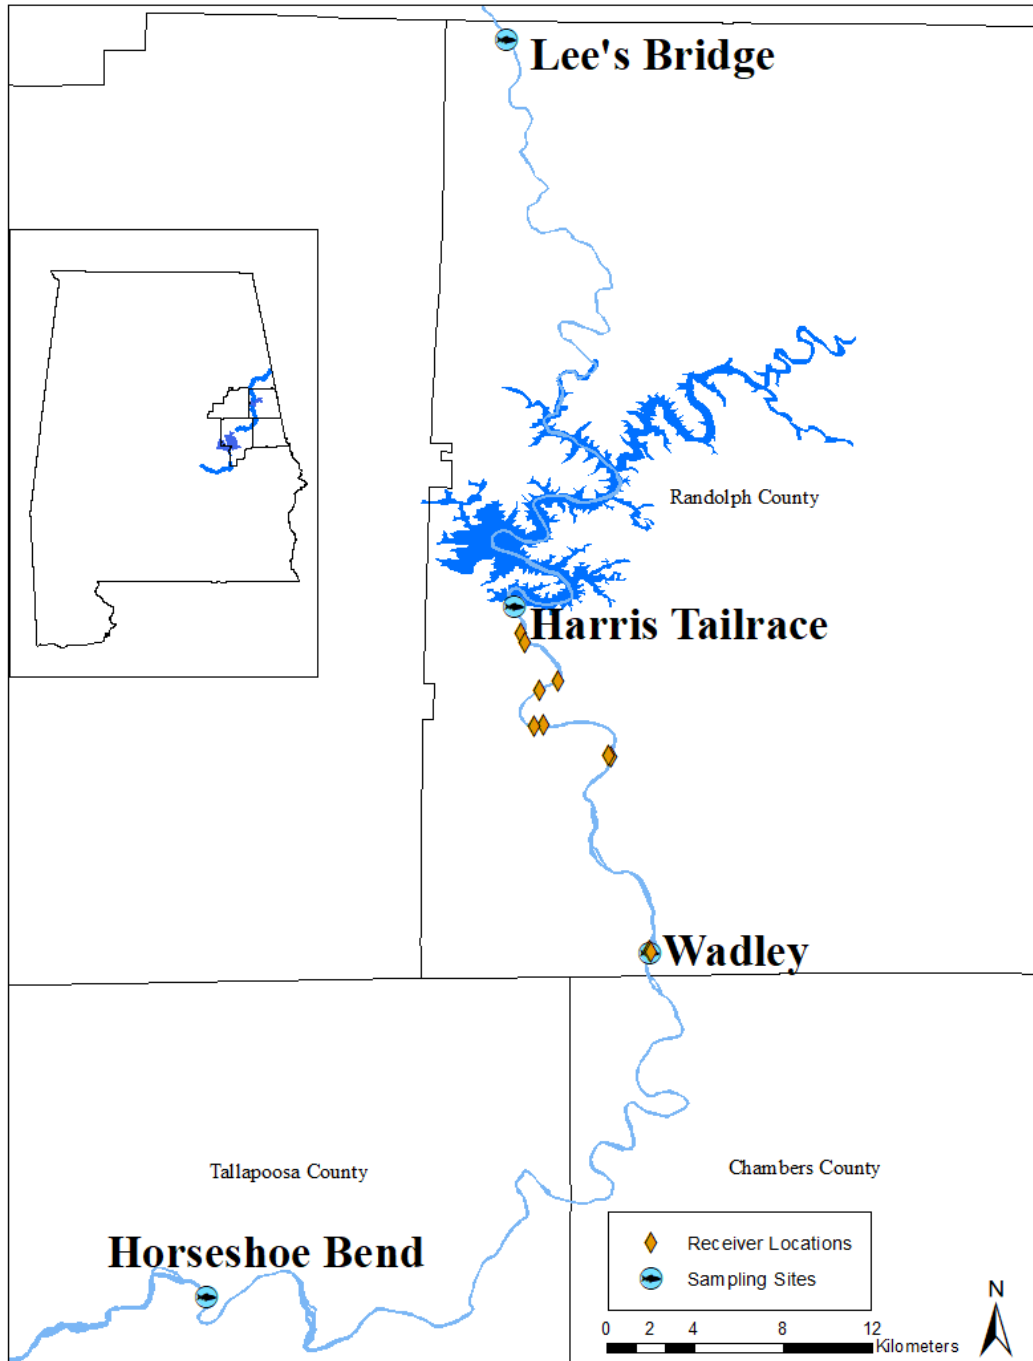 Lee's Bridge
Randolph County
Harris Tailrace
Wadley
Tallapoosa County
Chambers County
Horseshoe Bend
Receiver Locations
Sampling Sites
N
0 2 4 8 12
Kilometers